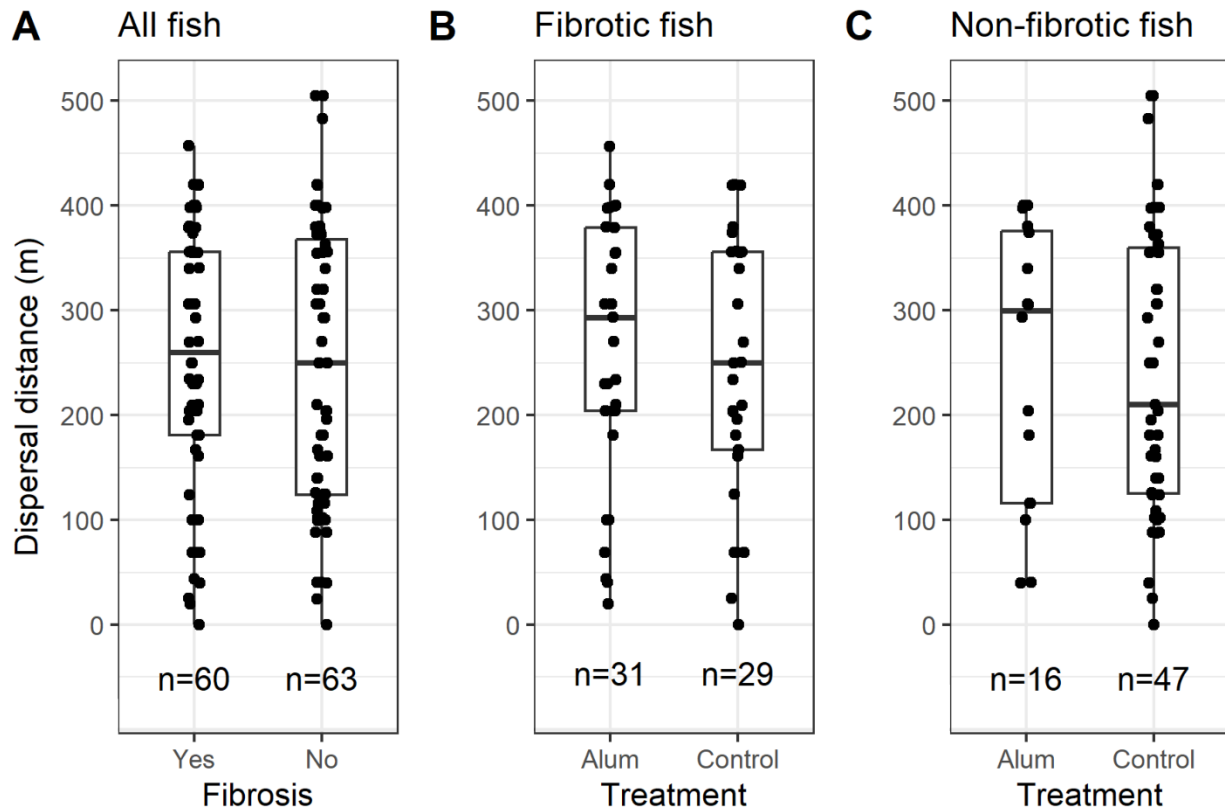 A All fish
B Fibrotic fish
C Non-fibrotic fish
Dispersal distance (m)
500
400
300
200
100
0
n=60 n=63
Yes No
Fibrosis
500
400
300
200
100
0
n=31 n=29
Alum Control
Treatment
500
400
300
200
100
0
n=16 n=47
Alum Control
Treatment